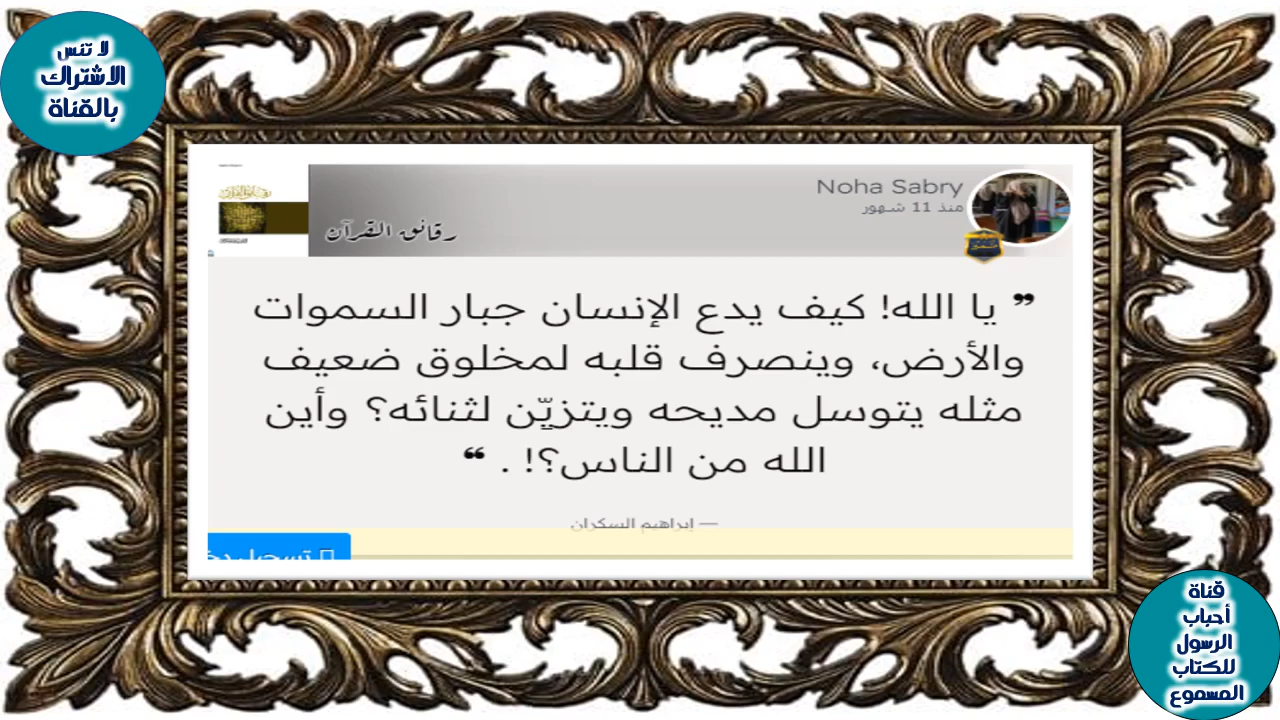 لا تنس
الاشتراك
بالقناة
Noha Sabry
منذ 11 شهور
رقائق القرآن
❞ يا الله! كيف يدع الإنسان جبار السموات
والأرض، وينصرف قلبه لمخلوق ضعيف
مثله يتوسل مديحه ويتزيّن لثنائه؟ وأين
الله من الناس؟! . ❝
— إبراهيم السكران
تسجيل
قناة
أحباب
الرسول
للكتاب
المسموع